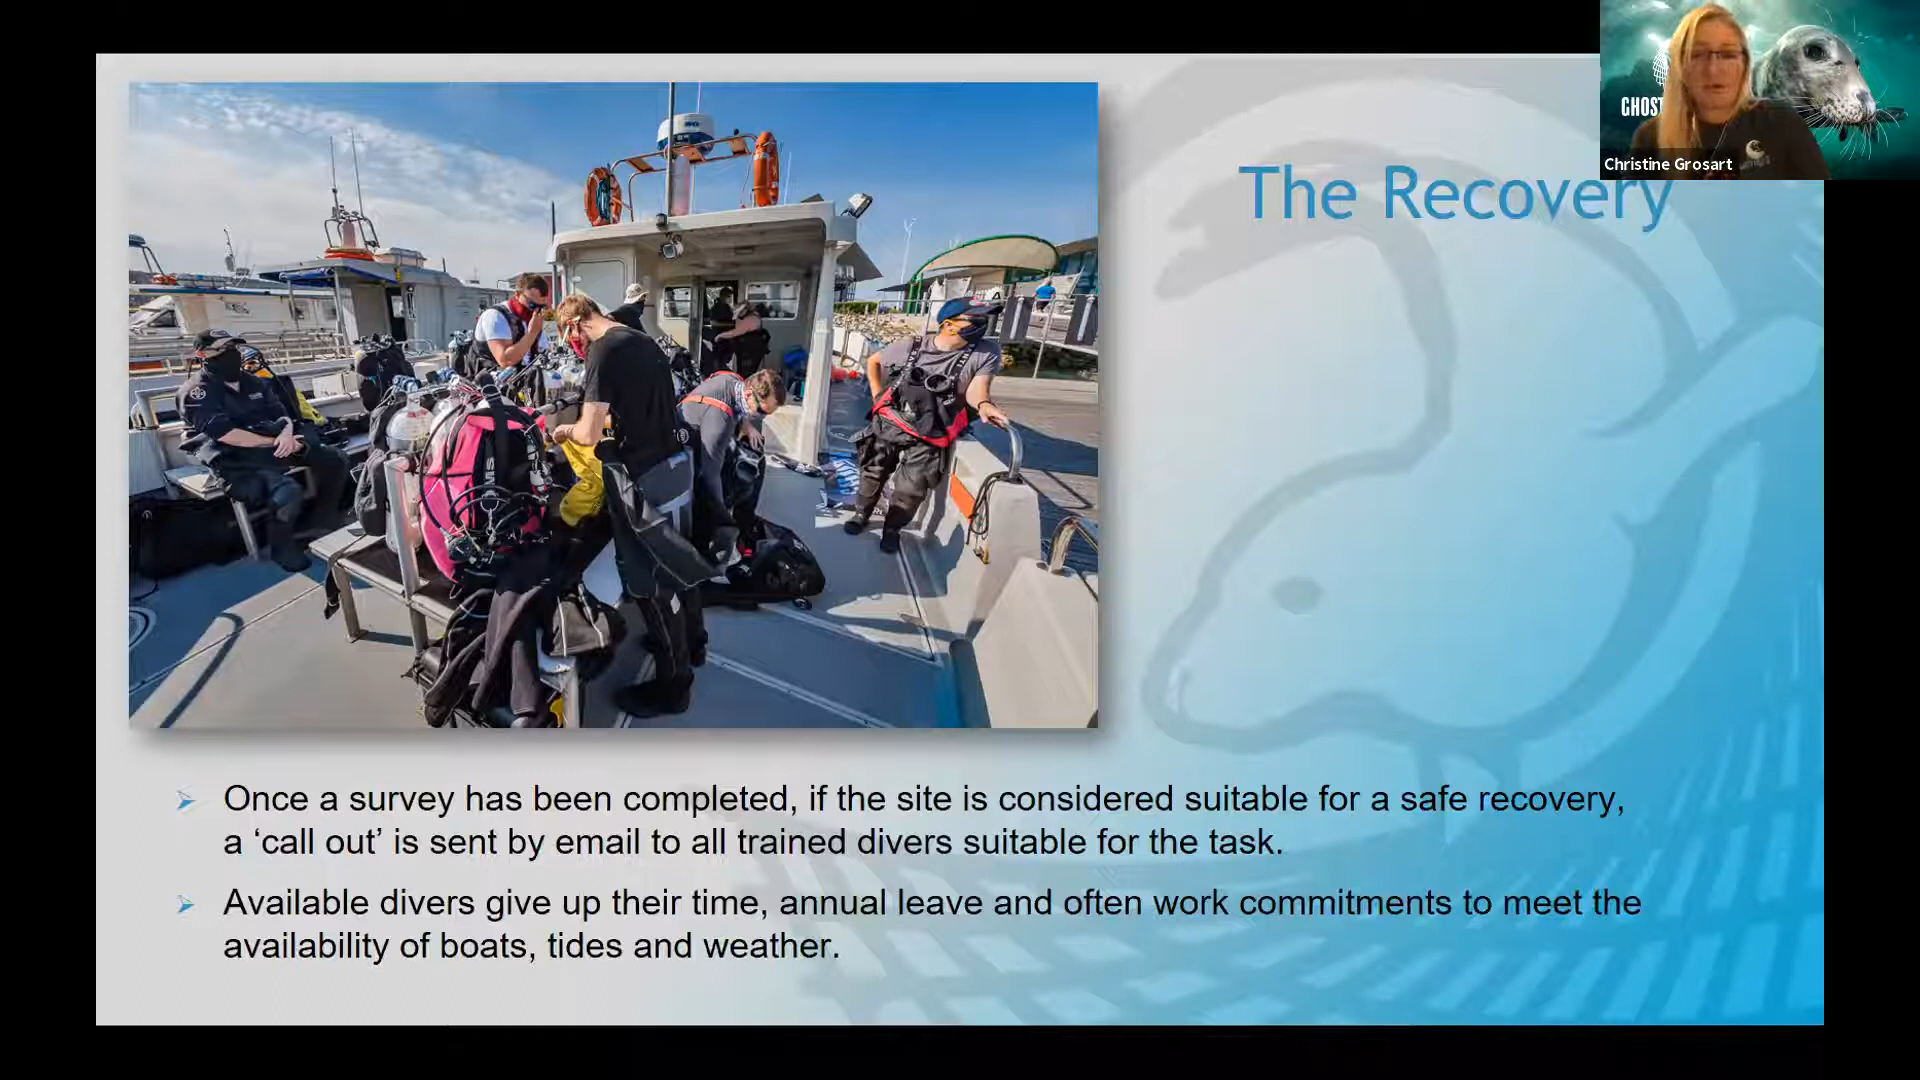 CHOST
Christine Grosart
The Recovery
Once a survey has been completed, if the site is considered suitable for a safe recovery,
a ‘call out’ is sent by email to all trained divers suitable for the task.
Available divers give up their time, annual leave and often work commitments to meet the
availability of boats, tides and weather.